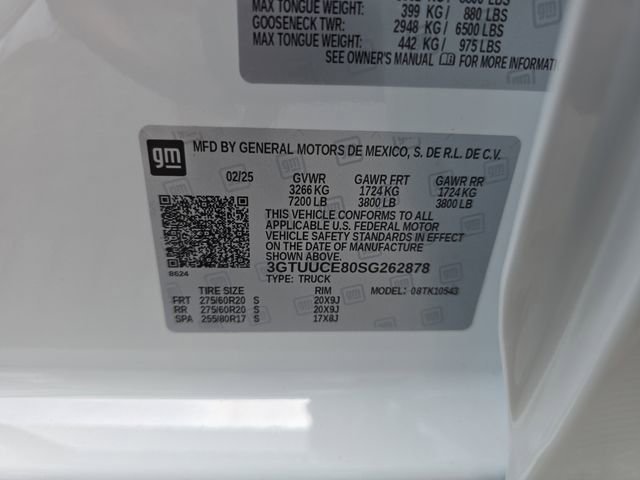 399 KG/ 880 LBS
GOOSENECK TWR: 2948 KG/ 6500 LBS
MAX TONGUE WEIGHT: 442 KG/ 975 LBS
SEE OWNER'S MANUAL FOR MORE INFORMATI
gm
MFD BY GENERAL MOTORS DE MEXICO, S. DE R.L. DE C.V.
02/25 GVWR GAWR FRT GAWR RR
3266 KG 1724 KG 1724 KG
7200 LB 3800 LB 3800 LB
THIS VEHICLE CONFORMS TO ALL
APPLICABLE U.S. FEDERAL MOTOR
VEHICLE SAFETY STANDARDS IN EFFECT
ON THE DATE OF MANUFACTURE
SHOWN ABOVE.
3GTUUCE80SG262878
TYPE: TRUCK
8624
TIRE SIZE RIM MODEL: 08TK10543
FRT 275/60R20 S 20X9J
RR 275/60R20 S 20X9J
SPA 255/80R17 S 17X8J